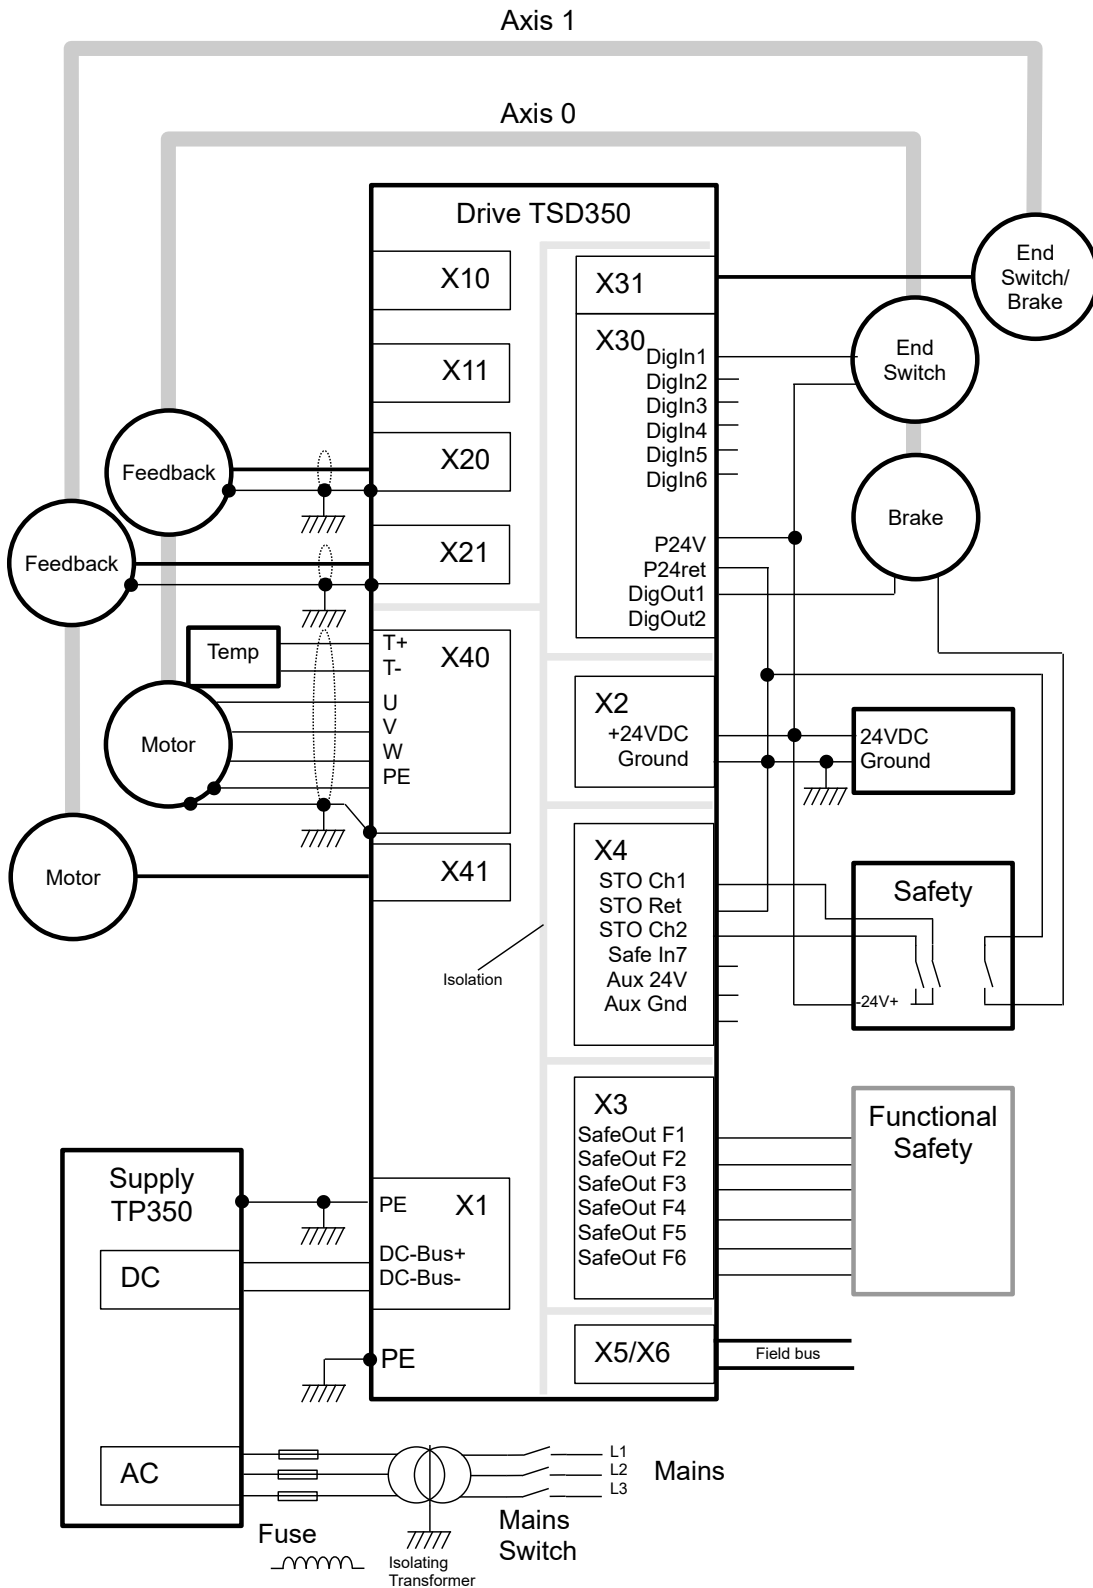 Axis 1
Axis 0
Drive TSD350
X10
X11
X20
X21
Feedback
Feedback
Temp
Motor
Motor
T+
T-
U
V
W
PE
X40
X41
Isolation
X31
X30
DigIn1
DigIn2
DigIn3
DigIn4
DigIn5
DigIn6
P24V
P24ret
DigOut1
DigOut2
End
Switch/
Brake
End
Switch
Brake
X2
+24VDC
Ground
24VDC
Ground
X4
STO Ch1
STO Ret
STO Ch2
Safe In7
Aux 24V
Aux Gnd
Safety
-24V+
X3
SafeOut F1
SafeOut F2
SafeOut F3
SafeOut F4
SafeOut F5
SafeOut F6
Functional
Safety
X5/X6
Field bus
Supply
TP350
DC
AC
PE
X1
DC-Bus+
DC-Bus-
PE
L1
L2
L3
Mains
Fuse
Isolating
Transformer
Mains
Switch